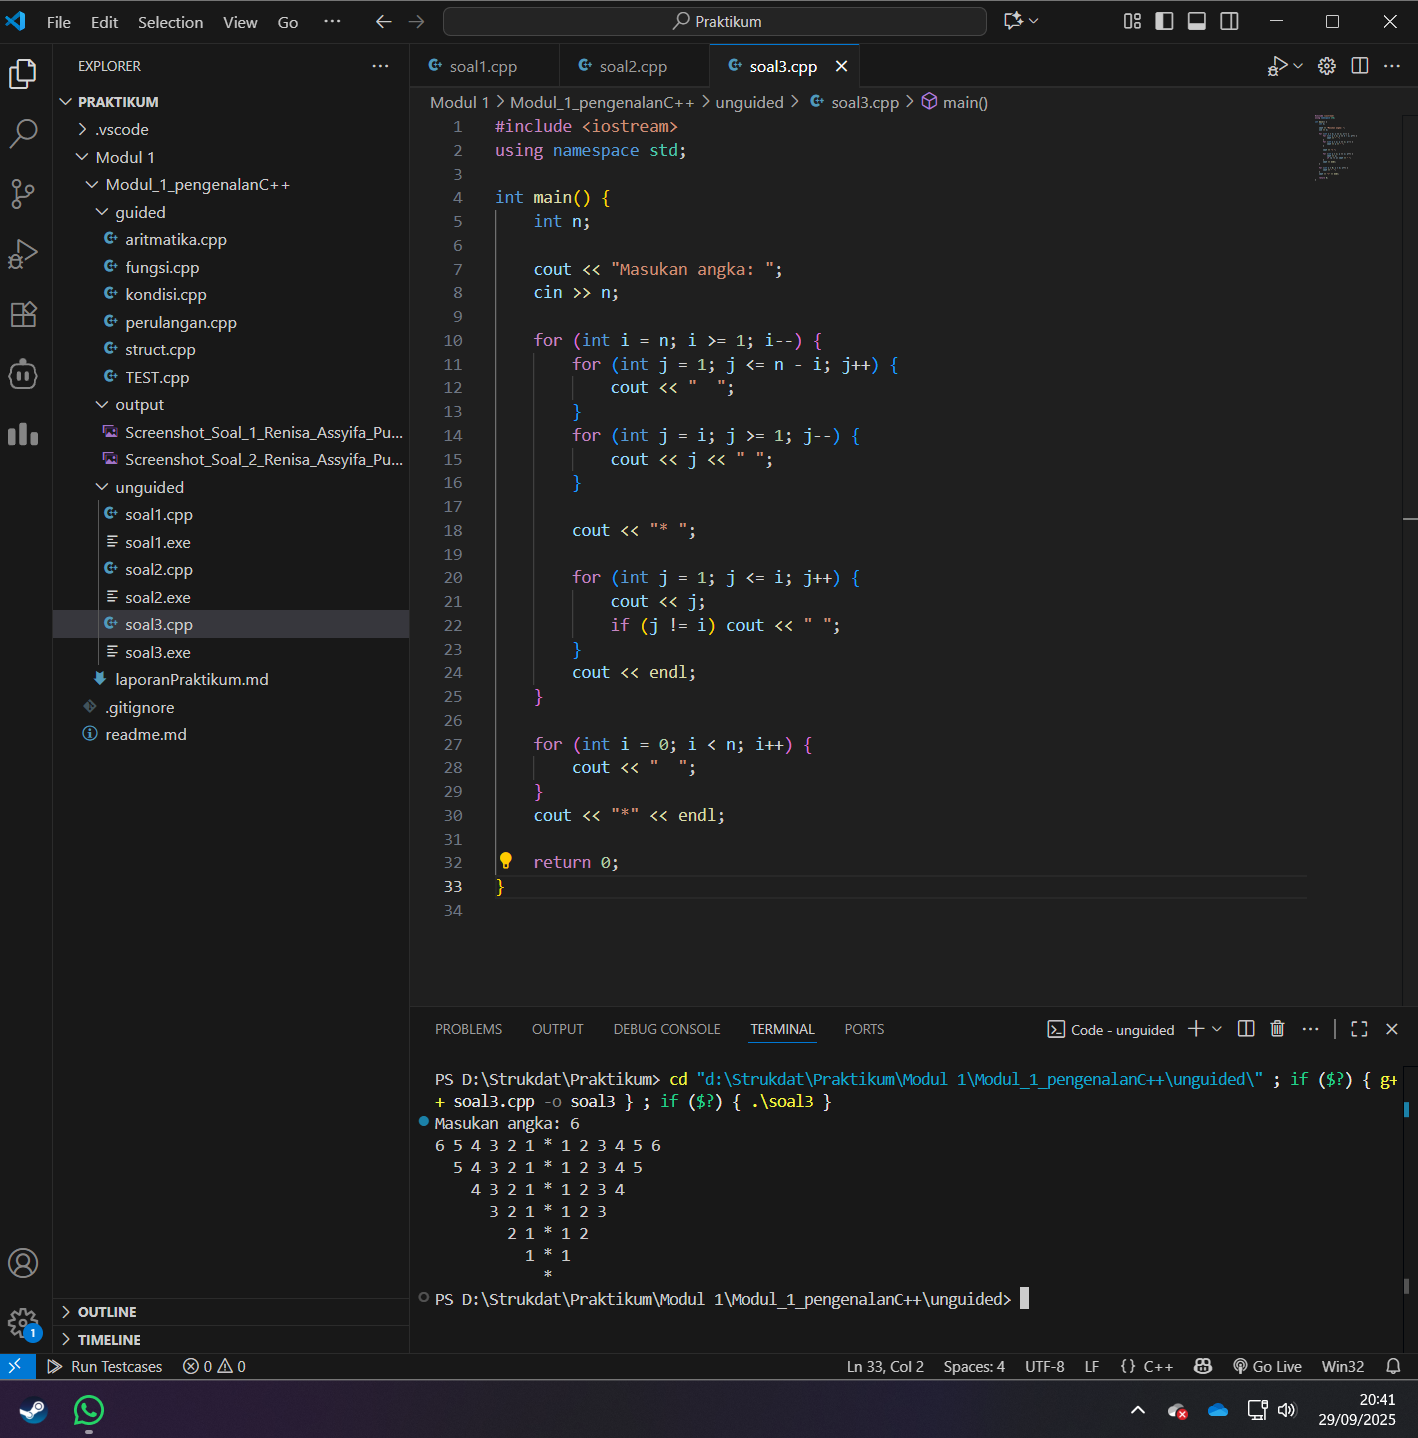 File Edit Selection View Go ··· Praktikum
EXPLORER ···
PRAKTIKUM
.vscode
Modul 1
Modul_1_pengenalanC++
guided
aritmatika.cpp
fungsi.cpp
kondisi.cpp
perulangan.cpp
struct.cpp
TEST.cpp
output
Screenshot_Soal_1_Renisa_Assyifa_Pu...
Screenshot_Soal_2_Renisa_Assyifa_Pu...
unguided
soal1.cpp
soal1.exe
soal2.cpp
soal2.exe
soal3.cpp
soal3.exe
laporanPraktikum.md
.gitignore
readme.md
OUTLINE
TIMELINE
soal1.cpp soal2.cpp soal3.cpp
Modul 1 > Modul_1_pengenalanC++ > unguided > soal3.cpp > main()
1 #include <iostream>
2 using namespace std;
3
4 int main() {
5     int n;
6
7     cout << "Masukan angka: ";
8     cin >> n;
9
10     for (int i = n; i >= 1; i--) {
11         for (int j = 1; j <= n - i; j++) {
12             cout << "  ";
13         }
14         for (int j = i; j >= 1; j--) {
15             cout << j << " ";
16         }
17
18         cout << "* ";
19
20         for (int j = 1; j <= i; j++) {
21             cout << j;
22             if (j != i) cout << " ";
23         }
24         cout << endl;
25     }
26
27     for (int i = 0; i < n; i++) {
28         cout << "  ";
29     }
30     cout << "*" << endl;
31
32     return 0;
33 }
34
PROBLEMS OUTPUT DEBUG CONSOLE TERMINAL PORTS Code - unguided
PS D:\Strukdat\Praktikum> cd "d:\Strukdat\Praktikum\Modul 1\Modul_1_pengenalanC++\unguided\" ; if ($?) { g+
+ soal3.cpp -o soal3 } ; if ($?) { .\soal3 }
Masukan angka: 6
6 5 4 3 2 1 * 1 2 3 4 5 6
  5 4 3 2 1 * 1 2 3 4 5
    4 3 2 1 * 1 2 3 4
      3 2 1 * 1 2 3
        2 1 * 1 2
          1 * 1
            *
PS D:\Strukdat\Praktikum\Modul 1\Modul_1_pengenalanC++\unguided>
1
Run Testcases 0 0 Ln 33, Col 2 Spaces: 4 UTF-8 LF {} C++ Go Live Win32
20:41
29/09/2025